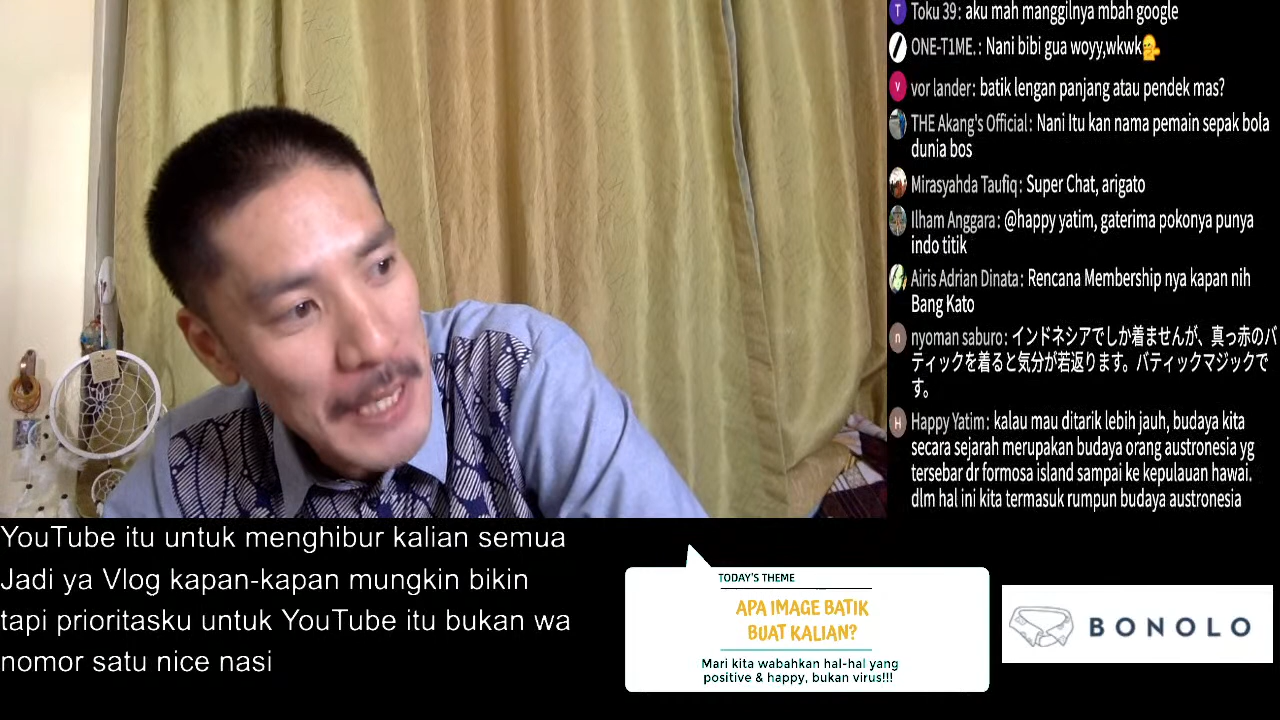 Toku 39: aku mah manggilnya mbah google
ONE-T1ME.: Nani bibi gua woyy,wkwk
vor lander: batik lengan panjang atau pendek mas?
THE Akang's Official: Nani Itu kan nama pemain sepak bola
dunia bos
Mirasyahda Taufiq: Super Chat, arigato
Ilham Anggara: @happy yatim, gaterima pokonya punya
indo titik
Airis Adrian Dinata: Rencana Membership nya kapan nih
Bang Kato
nyoman saburo: インドネシアでしか着ませんが、真っ赤のバ
ティックを着ると気分が若返ります。バティックマジックで
す。
Happy Yatim: kalau mau ditarik lebih jauh, budaya kita
secara sejarah merupakan budaya orang austronesia yg
tersebar dr formosa island sampai ke kepulauan hawai.
dlm hal ini kita termasuk rumpun budaya austronesia
YouTube itu untuk menghibur kalian semua
Jadi ya Vlog kapan-kapan mungkin bikin
tapi prioritasku untuk YouTube itu bukan wa
nomor satu nice nasi
TODAY'S THEME
APA IMAGE BATIK
BUAT KALIAN?
Mari kita wabahkan hal-hal yang
positive & happy, bukan virus!!!
BONOLO